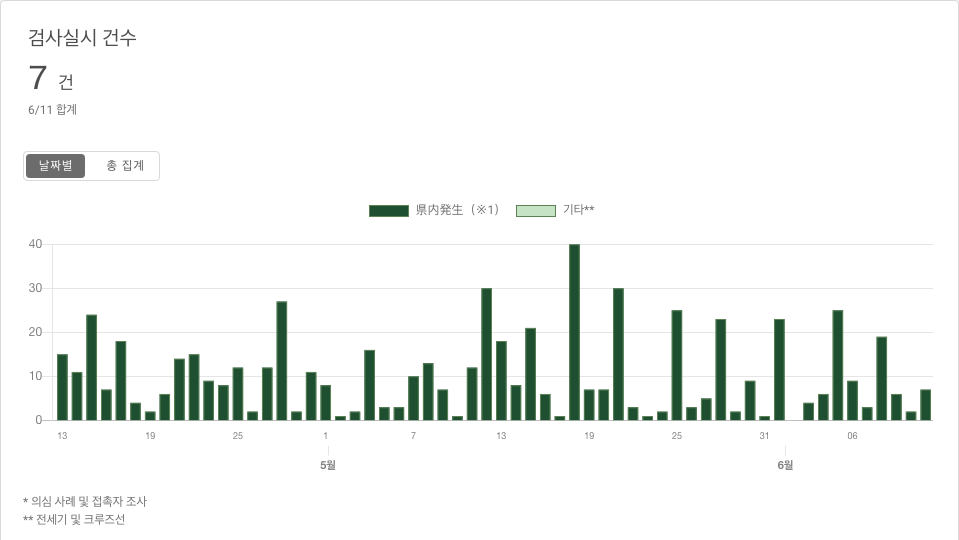 검사실시 건수
7 건
6/11 합계
날짜별 총 집계
県内発生（※1） 기타**
40
30
20
10
0
13 19 25 1 7 13 19 25 31 06
5월 6월
* 의심 사례 및 접촉자 조사
** 전세기 및 크루즈선